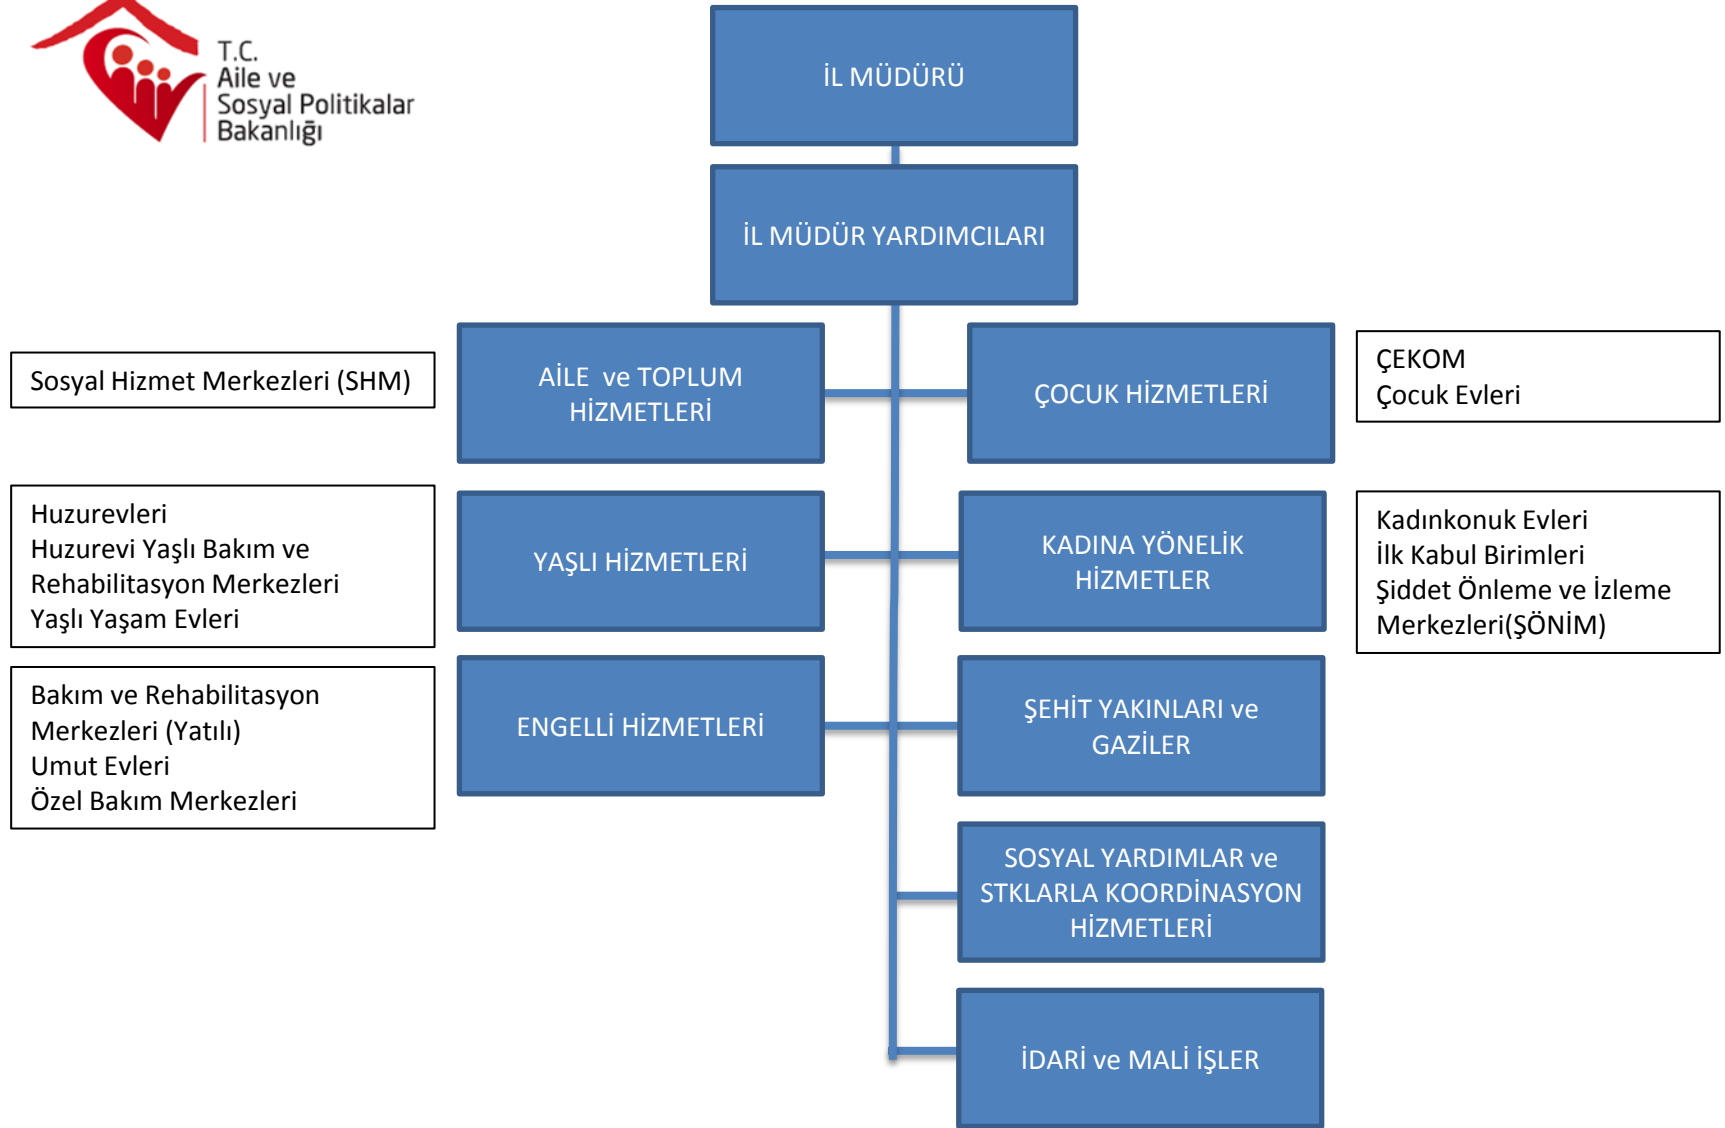 T.C.
Aile ve
Sosyal Politikalar
Bakanlığı
İL MÜDÜRÜ
İL MÜDÜR YARDIMCILARI
Sosyal Hizmet Merkezleri (SHM)
AİLE ve TOPLUM
HİZMETLERİ
ÇOCUK HİZMETLERİ
ÇEKOM
Çocuk Evleri
Huzurevleri
Huzurevi Yaşlı Bakım ve
Rehabilitasyon Merkezleri
Yaşlı Yaşam Evleri
YAŞLI HİZMETLERİ
KADINA YÖNELİK
HİZMETLER
Kadınkonuk Evleri
İlk Kabul Birimleri
Şiddet Önleme ve İzleme
Merkezleri(ŞÖNİM)
Bakım ve Rehabilitasyon
Merkezleri (Yatılı)
Umut Evleri
Özel Bakım Merkezleri
ENGELLİ HİZMETLERİ
ŞEHİT YAKINLARI ve
GAZİLER
SOSYAL YARDIMLAR ve
STKLARLA KOORDİNASYON
HİZMETLERİ
İDARİ ve MALİ İŞLER